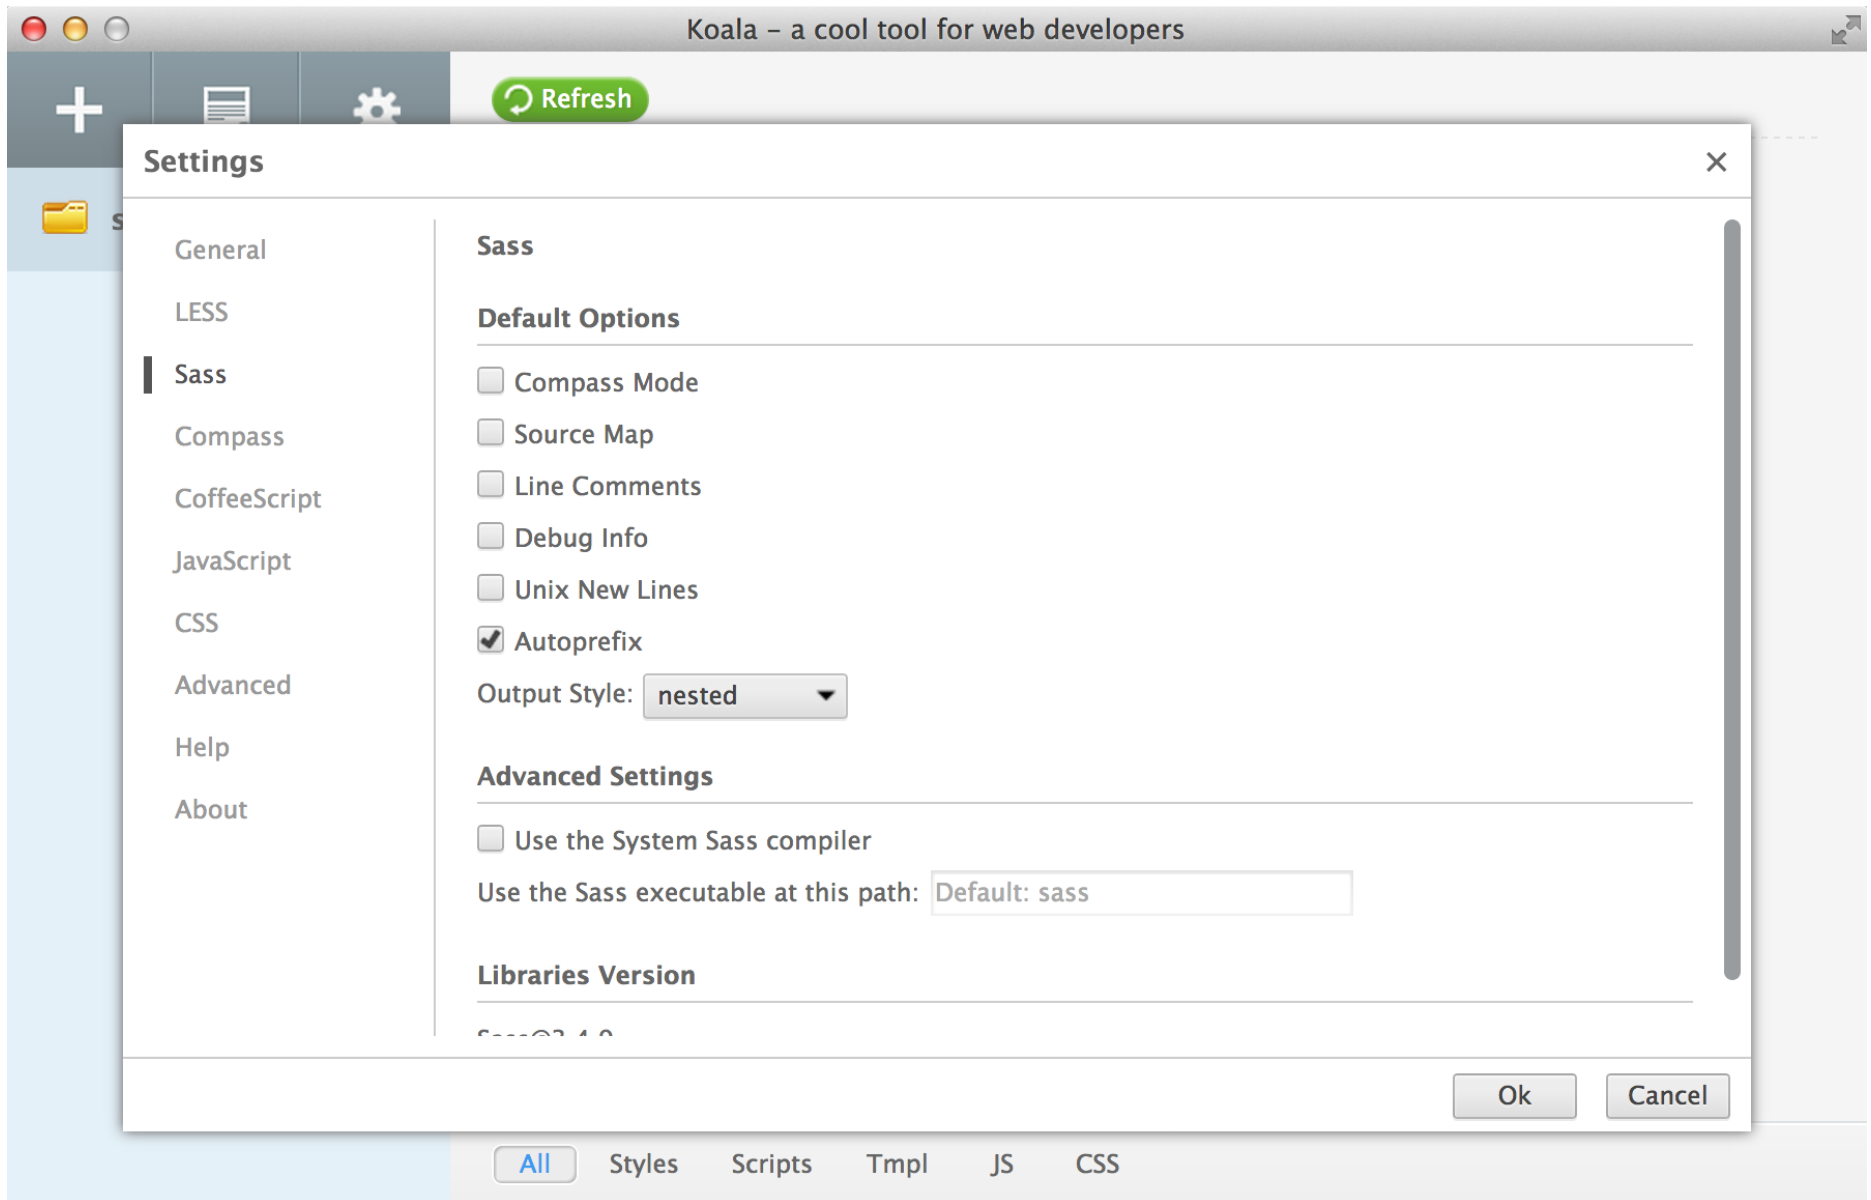 Koala – a cool tool for web developers
Refresh
Settings
s
General
LESS
Sass
Compass
CoffeeScript
JavaScript
CSS
Advanced
Help
About
Sass
Default Options
Compass Mode
Source Map
Line Comments
Debug Info
Unix New Lines
Autoprefix
Output Style: nested
Advanced Settings
Use the System Sass compiler
Use the Sass executable at this path: Default: sass
Libraries Version
Ok Cancel
All Styles Scripts Tmpl JS CSS